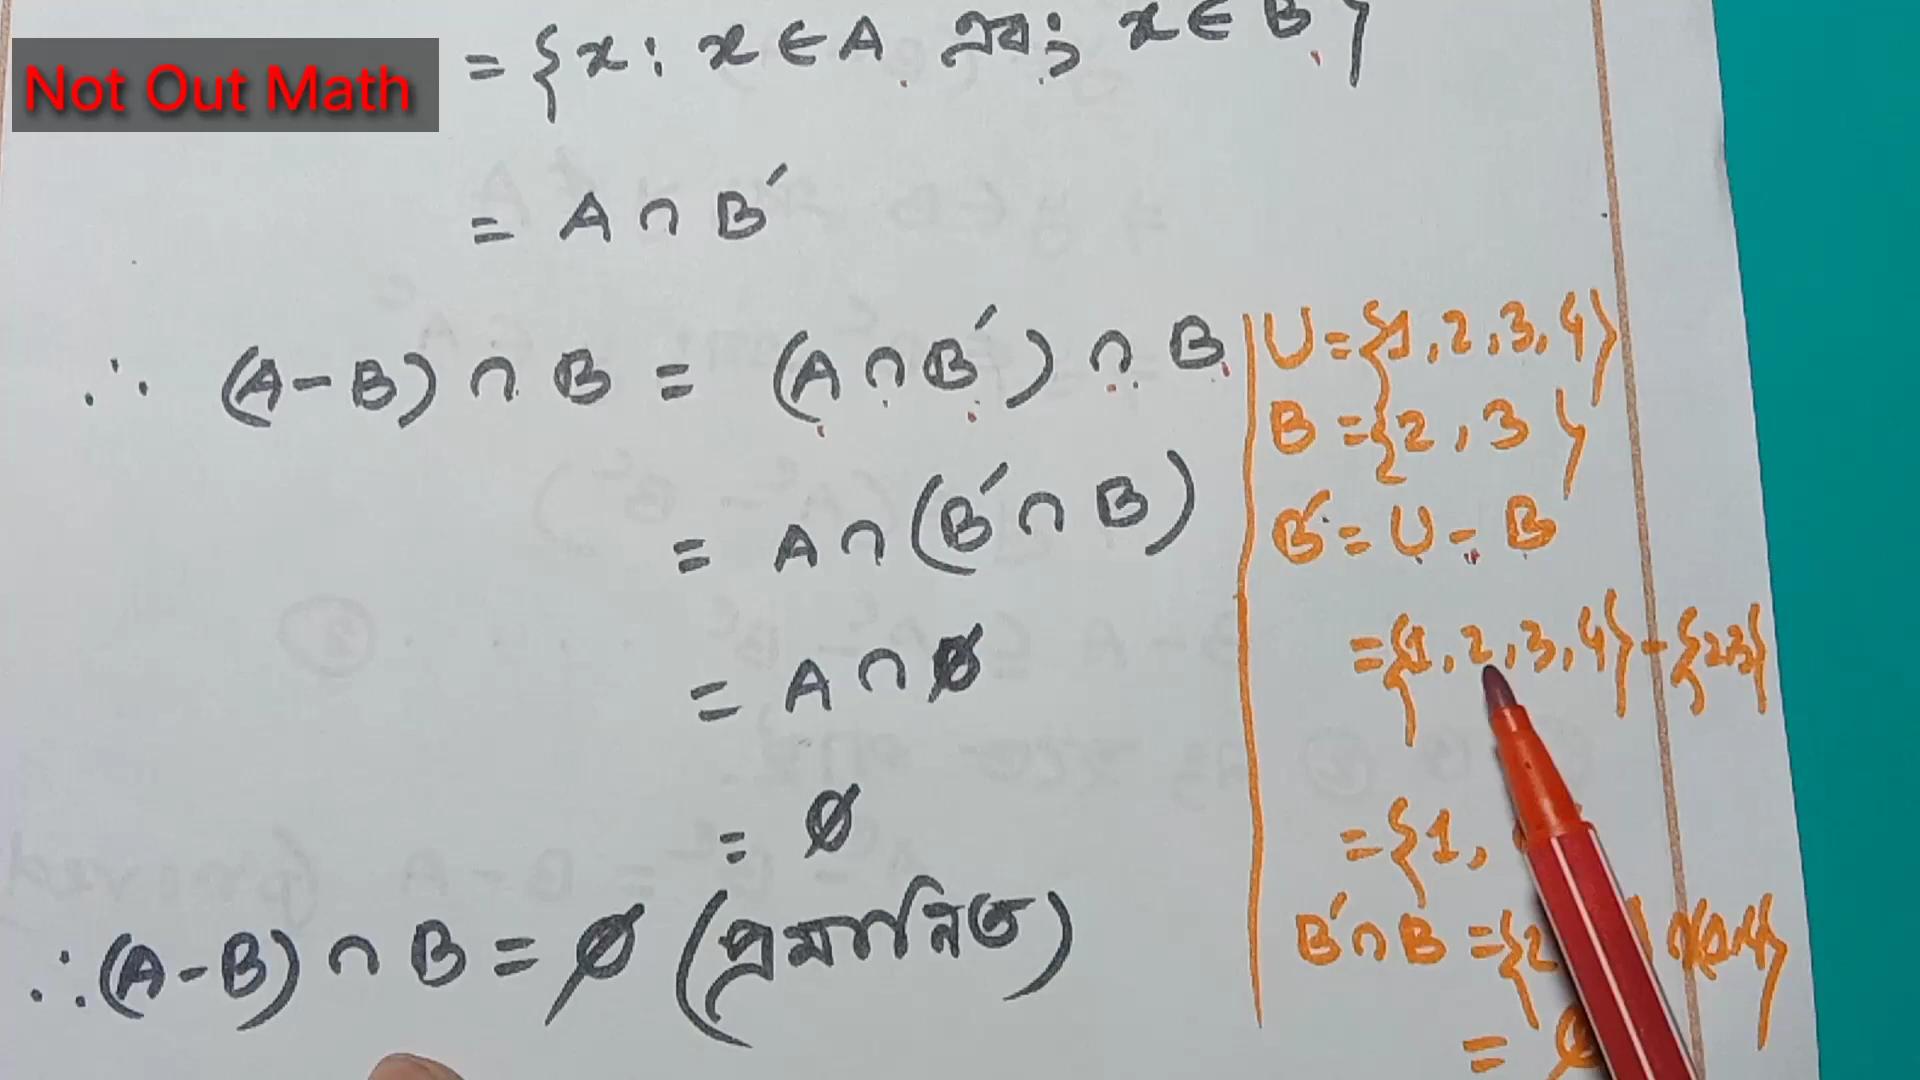 Not Out Math
= {x : x ∈ A এবং x ∈ B´}
= A ∩ B´
∴ (A - B) ∩ B = (A ∩ B´) ∩ B
= A ∩ (B´ ∩ B)
= A ∩ ∅
= ∅
∴ (A - B) ∩ B = ∅ (প্রমাণিত)
U = {1, 2, 3, 4}
B = {2, 3}
B´ = U - B
= {1, 2, 3, 4} - {2,3}
= {1,
B´ ∩ B = {2
= ∅